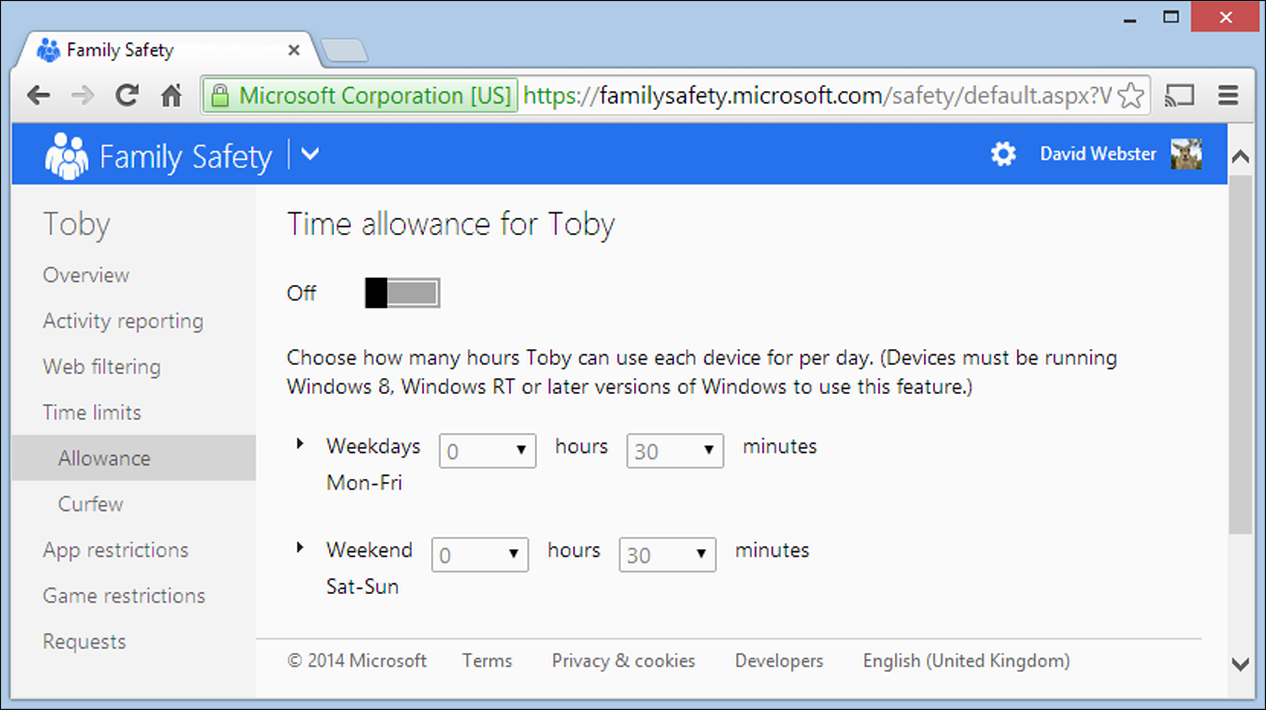 Family Safety
Microsoft Corporation [US] https://familysafety.microsoft.com/safety/default.aspx?V
Family Safety
David Webster
Toby
Overview
Activity reporting
Web filtering
Time limits
Allowance
Curfew
App restrictions
Game restrictions
Requests
Time allowance for Toby
Off
Choose how many hours Toby can use each device for per day. (Devices must be running
Windows 8, Windows RT or later versions of Windows to use this feature.)
Weekdays 0 hours 30 minutes
Mon-Fri
Weekend 0 hours 30 minutes
Sat-Sun
© 2014 Microsoft Terms Privacy & cookies Developers English (United Kingdom)